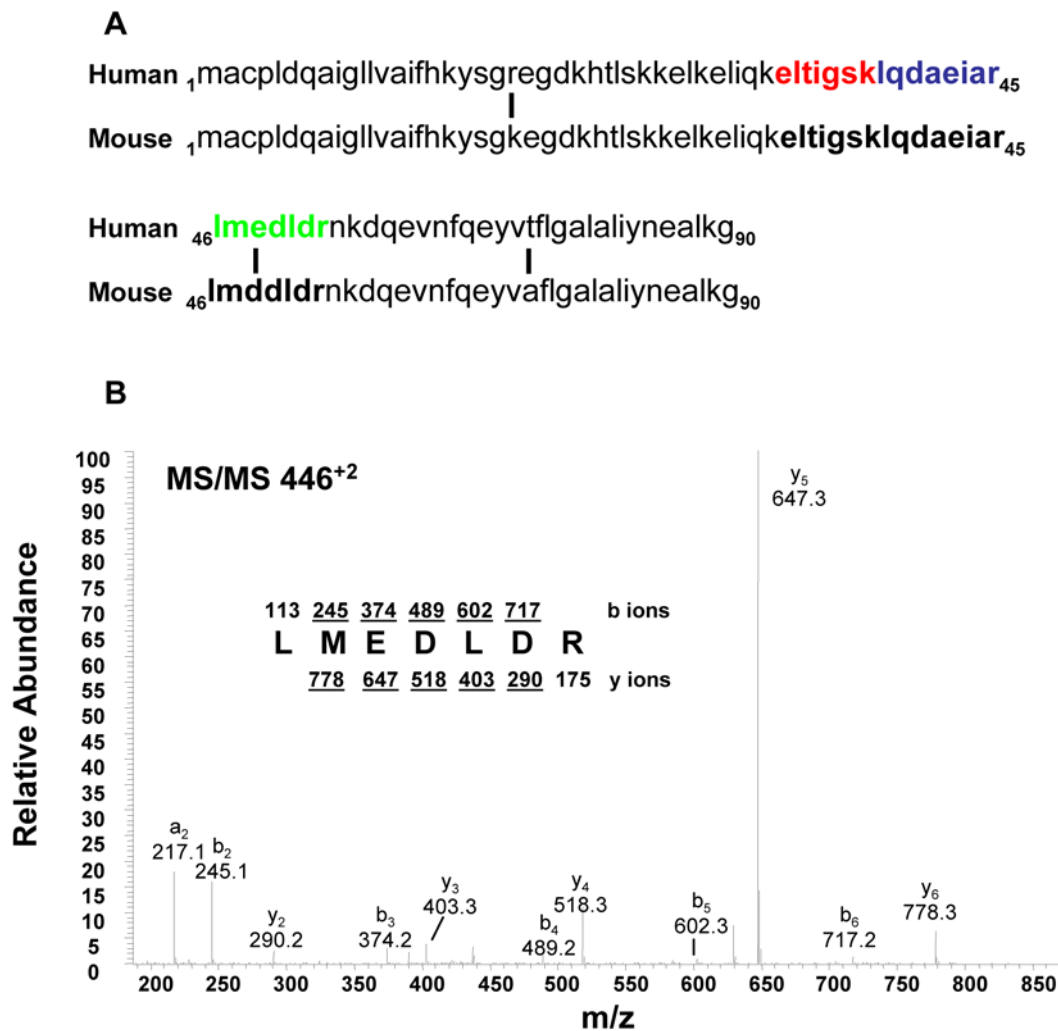 A
Human 1macpldqaigllvaifhkysgregdkhtlskkelkeliqkeltigsklqdaeiar45
Mouse 1macpldqaigllvaifhkysgkegdkhtlskkelkeliqkeltigsklqdaeiar45
Human 46lmedldrnkdqevnfqeyvtflgalaliynealkg90
Mouse 46lmddldrnkdqevnfqeyvaflgalaliynealkg90
B
MS/MS 446+2
Relative Abundance
100
95
90
85
80
75
70
65
60
55
50
45
40
35
30
25
20
15
10
5
0
113 245 374 489 602 717 b ions
L M E D L D R
778 647 518 403 290 175 y ions
a2
217.1
b2
245.1
y2
290.2
b3
374.2
y3
403.3
b4
489.2
y4
518.3
b5
602.3
y5
647.3
b6
717.2
y6
778.3
200 250 300 350 400 450 500 550 600 650 700 750 800 850
m/z